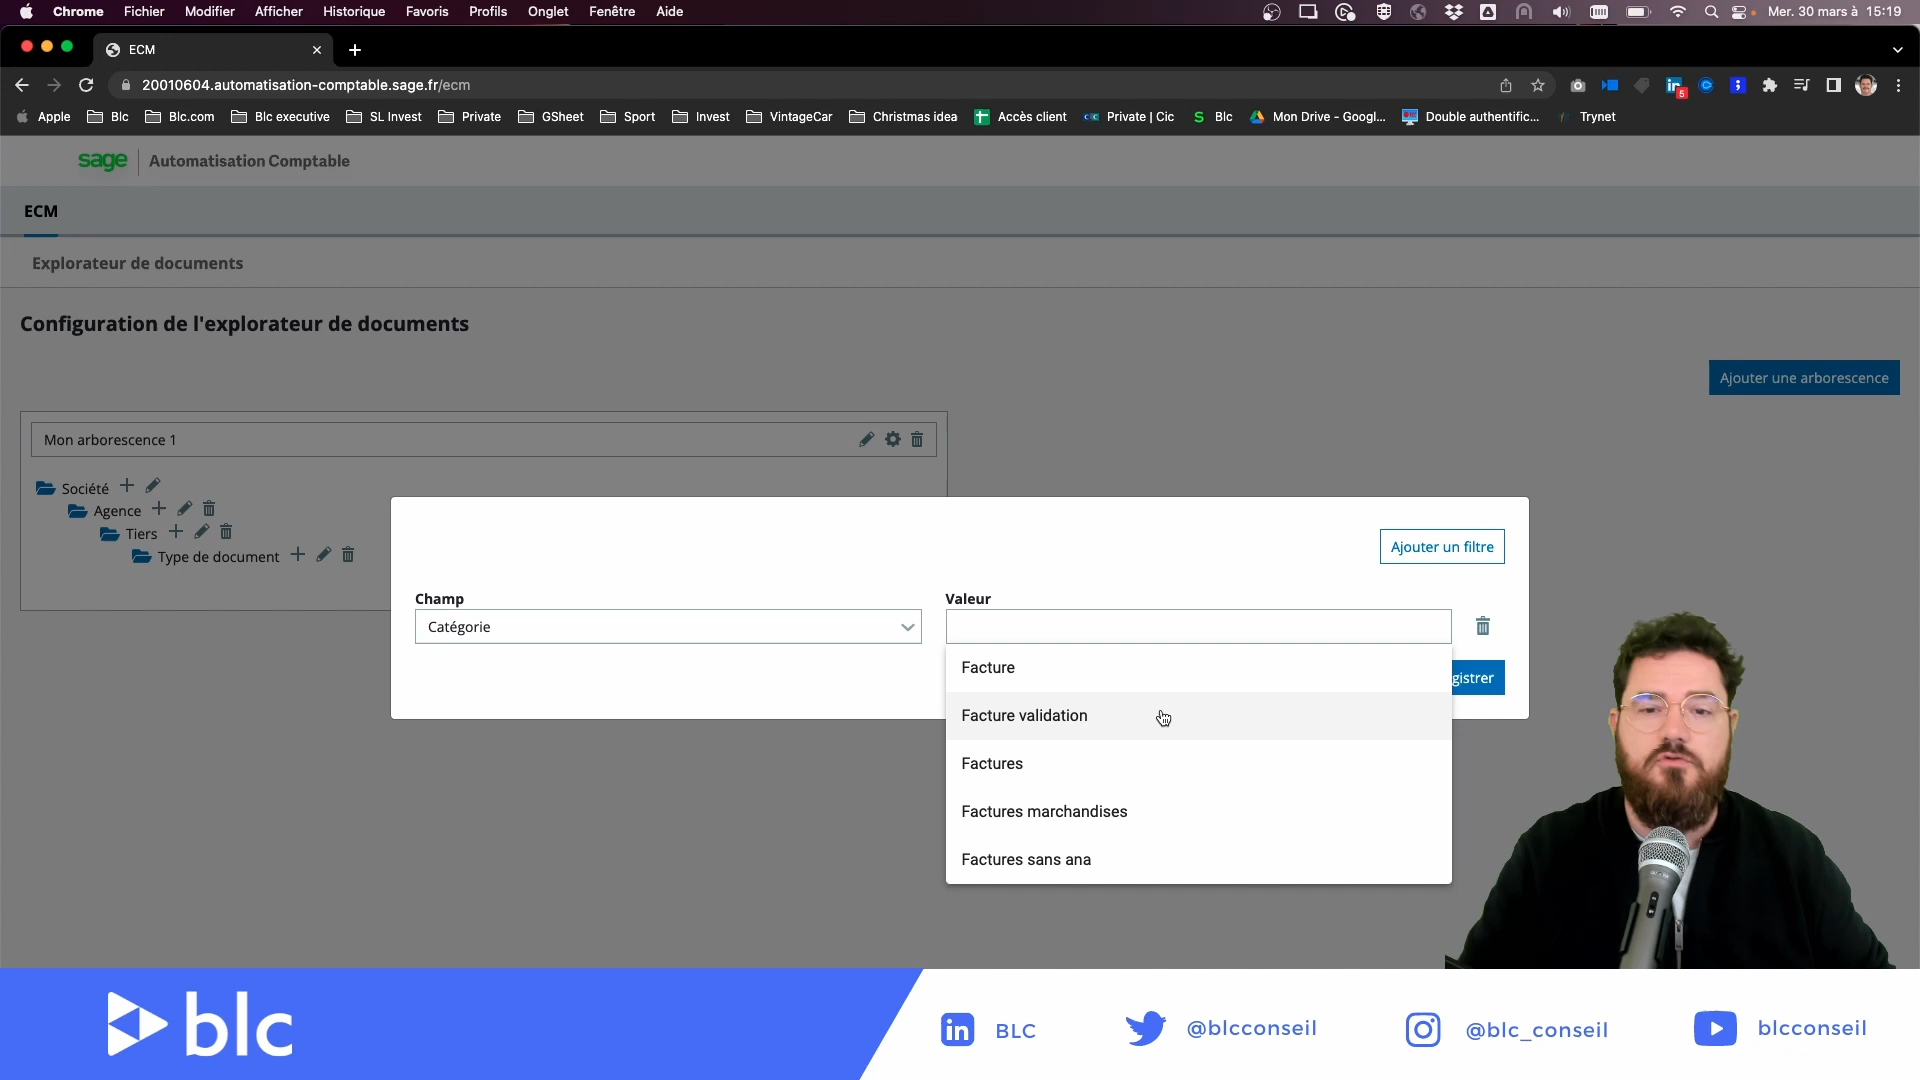 Chrome Fichier Modifier Afficher Historique Favoris Profils Onglet Fenêtre Aide Mer. 30 mars à 15:19
ECM
20010604.automatisation-comptable.sage.fr/ecm
5
Apple Blc Blc.com Blc executive SL Invest Private GSheet Sport Invest VintageCar Christmas idea Accès client Private | Cic Blc Mon Drive - Googl... Double authentific... Trynet
sage Automatisation Comptable
ECM
Explorateur de documents
Configuration de l'explorateur de documents
Ajouter une arborescence
Mon arborescence 1
Société
Agence
Tiers
Type de document
Ajouter un filtre
Champ Valeur
Catégorie
Facture
gistrer
Facture validation
Factures
Factures marchandises
Factures sans ana
blc
BLC @blcconseil @blc_conseil blcconseil